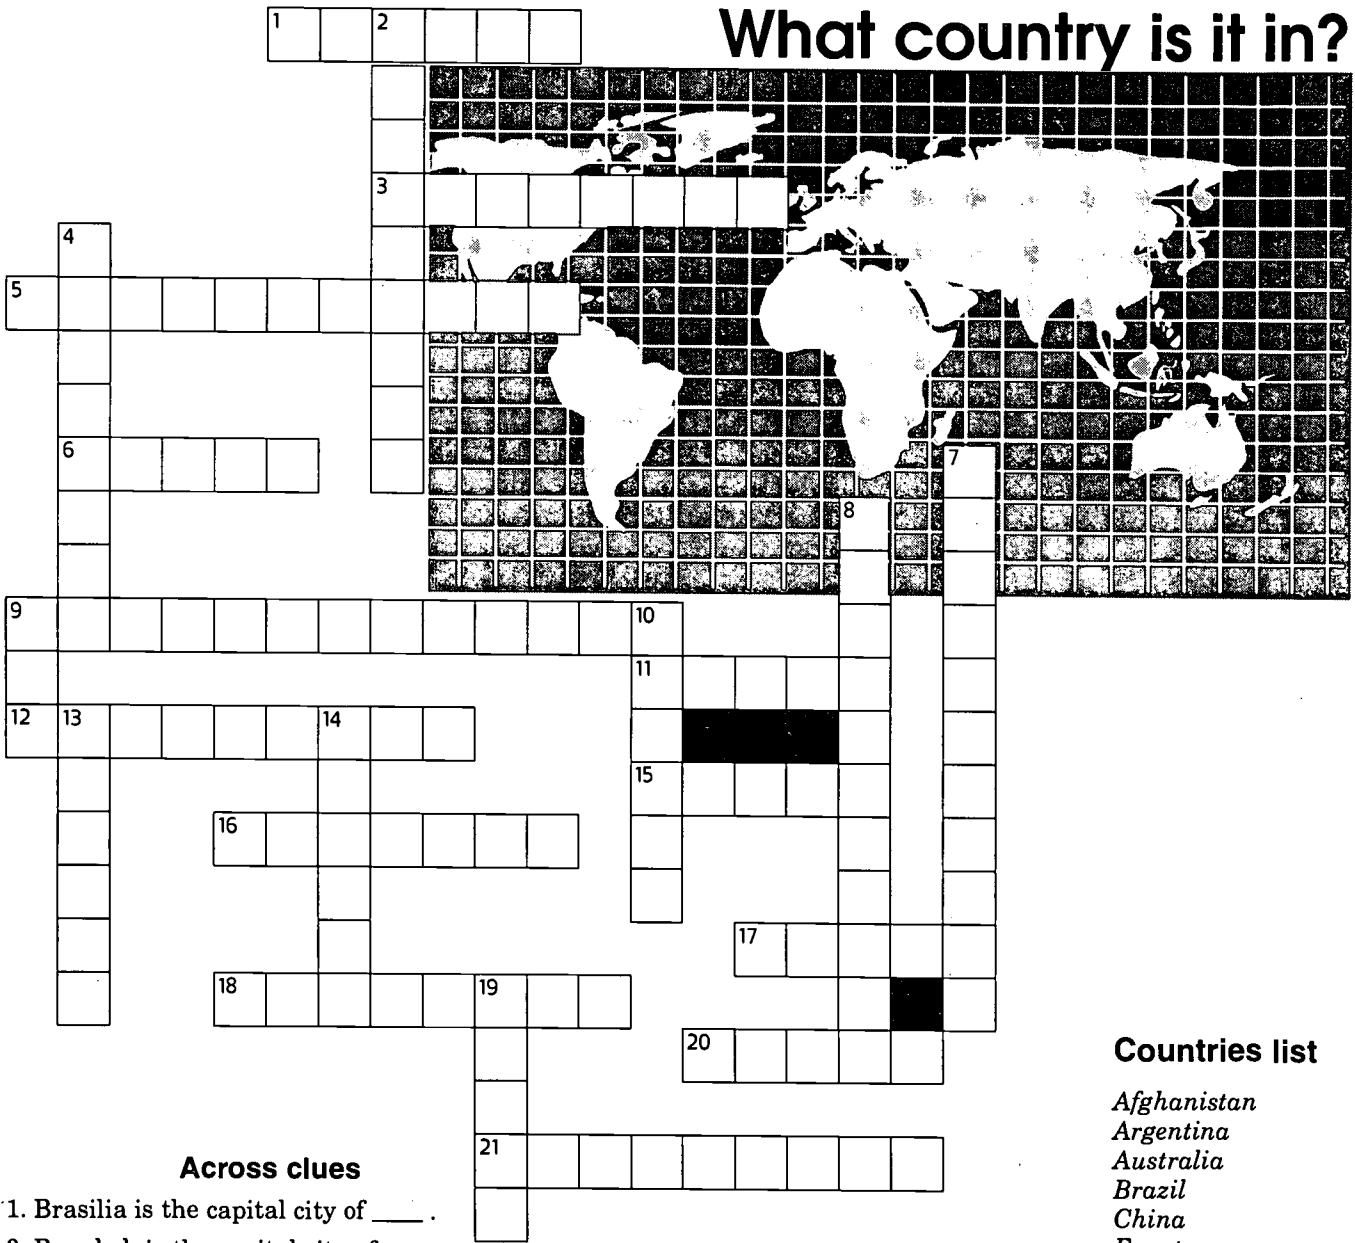 What country is it in?
1 2
3
4
5
6
7
8
9 10
11
12 13 14
15
16
17
18 19
20
21
Countries list
Afghanistan
Argentina
Australia
Brazil
China
Across clues
1. Brasilia is the capital city of ____ .